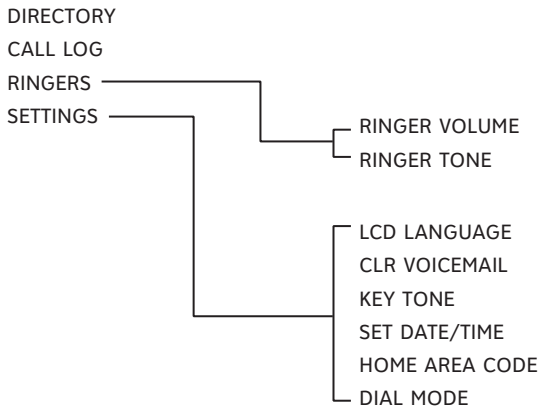 DIRECTORY
CALL LOG
RINGERS
SETTINGS
RINGER VOLUME
RINGER TONE
LCD LANGUAGE
CLR VOICEMAIL
KEY TONE
SET DATE/TIME
HOME AREA CODE
DIAL MODE